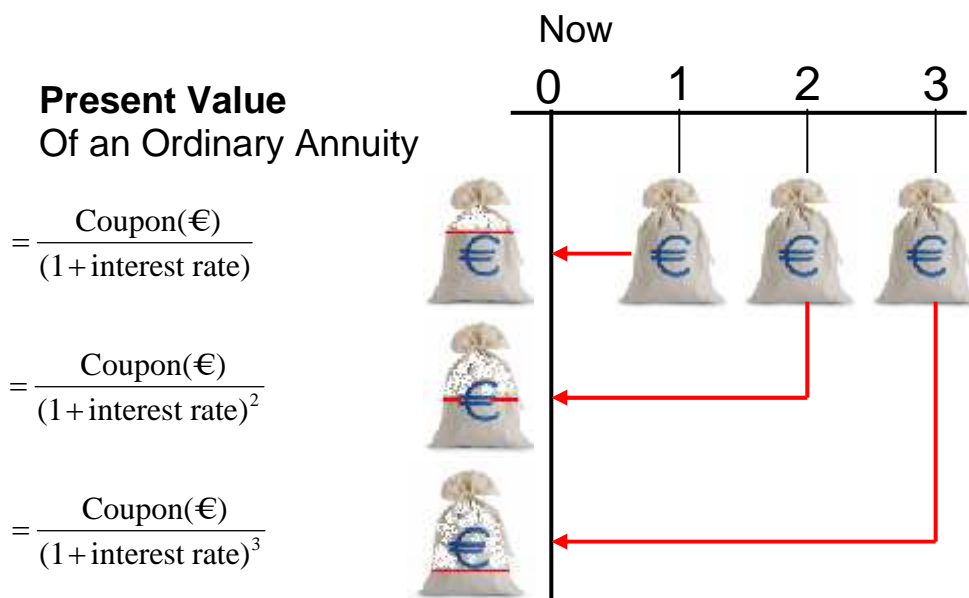 Now
0 1 2 3
Present Value
Of an Ordinary Annuity
= Coupon(€) / (1+interest rate)
€ € € €
= Coupon(€) / (1+interest rate)²
€
= Coupon(€) / (1+interest rate)³
€